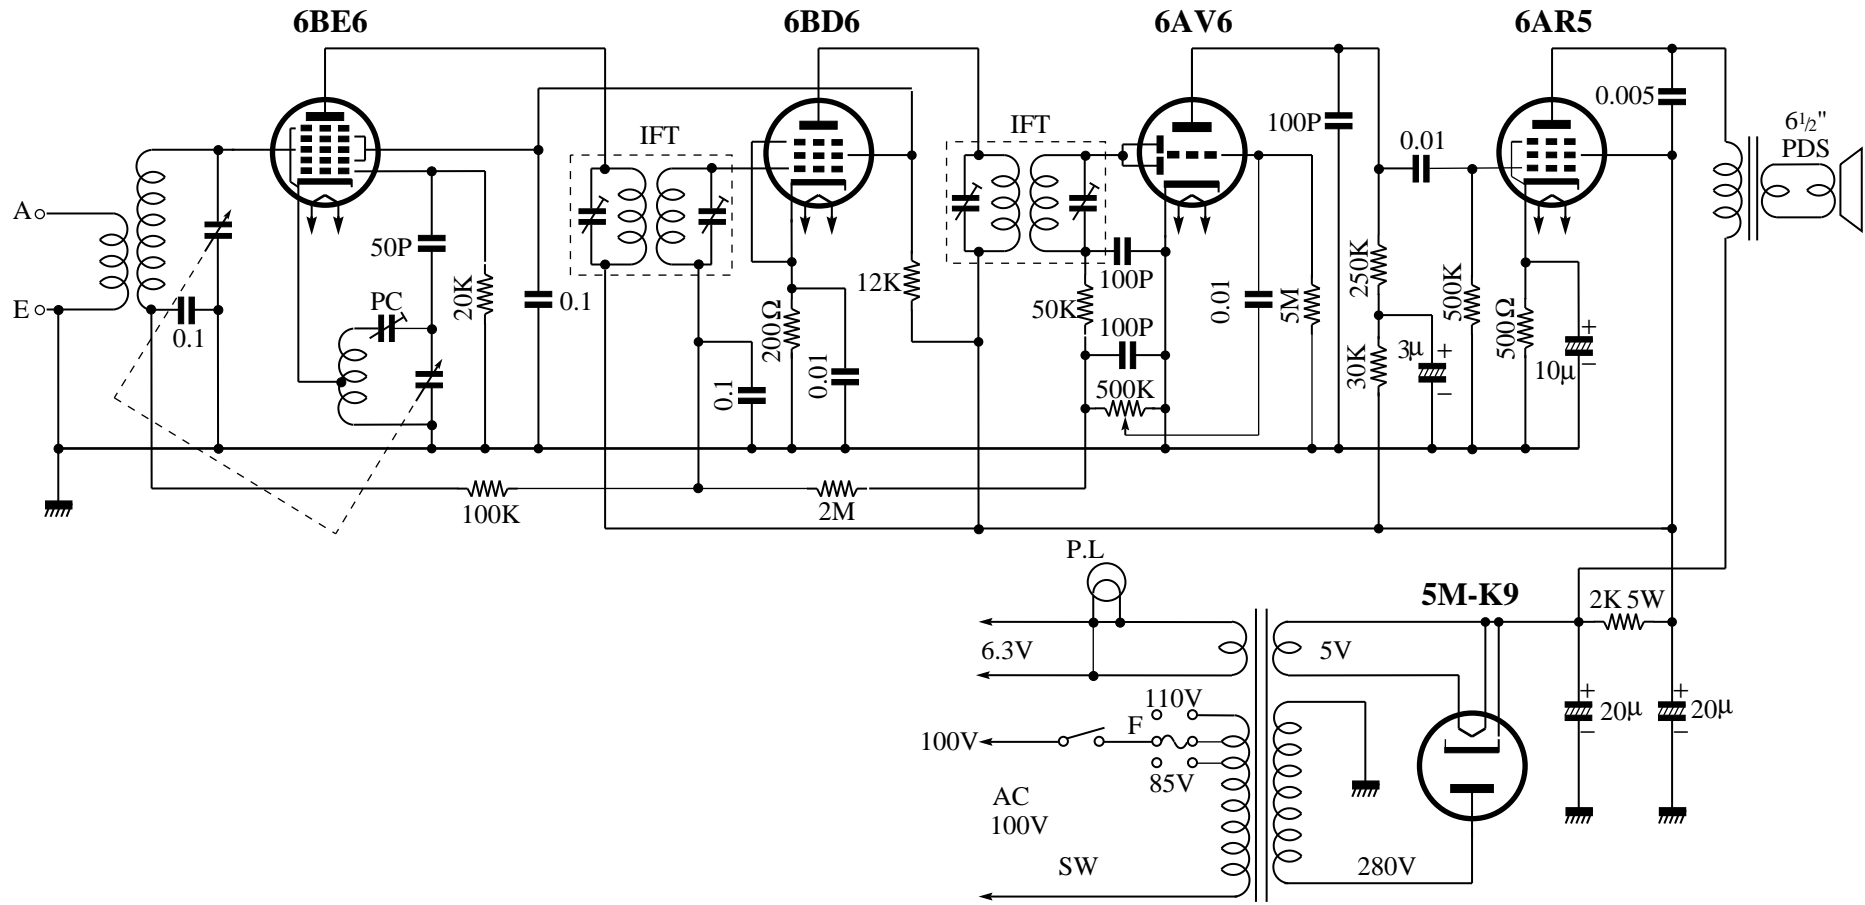 6BE6
6BD6
6AV6
6AR5
0.005
6 1/2"
PDS
IFT
IFT
100P
0.01
A
E
50P
PC
20K
0.1
0.1
12K
200Ω
0.01
0.1
50K
100P
100P
500K
0.01
5M
250K
30K
3μ
+
−
500K
500Ω
10μ
+
−
100K
2M
P.L
5M-K9
2K 5W
6.3V
5V
110V
F
100V
85V
AC
100V
SW
280V
+
20μ
−
+
20μ
−